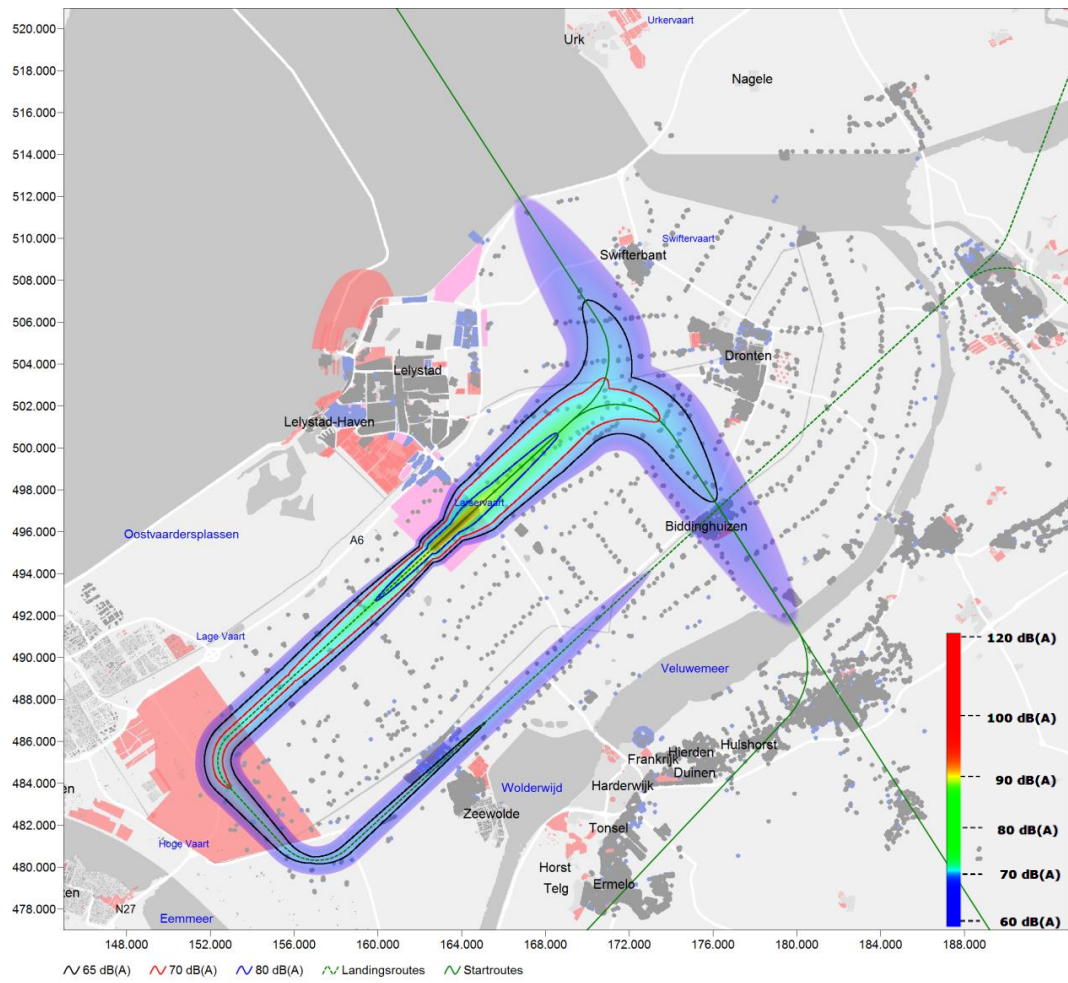 520.000
518.000
516.000
514.000
512.000
510.000
508.000
506.000
504.000
502.000
500.000
498.000
496.000
494.000
492.000
490.000
488.000
486.000
484.000
482.000
480.000
478.000
Urk
Urkervaart
Nagele
Swifterbant
Swiftervaart
Dronten
Lelystad
Lelystad-Haven
Larservaart
Biddinghuizen
Oostvaardersplassen
A6
Lage Vaart
Veluwemeer
Hierden
Hulshorst
Frankrijk
Duinen
Wolderwijd
Harderwijk
Zeewolde
Tonsel
Hoge Vaart
Horst
Telg
Ermelo
N27
Eemmeer
en
zen
120 dB(A)
100 dB(A)
90 dB(A)
80 dB(A)
70 dB(A)
60 dB(A)
148.000 152.000 156.000 160.000 164.000 168.000 172.000 176.000 180.000 184.000 188.000
65 dB(A) 70 dB(A) 80 dB(A) Landingsroutes Startroutes